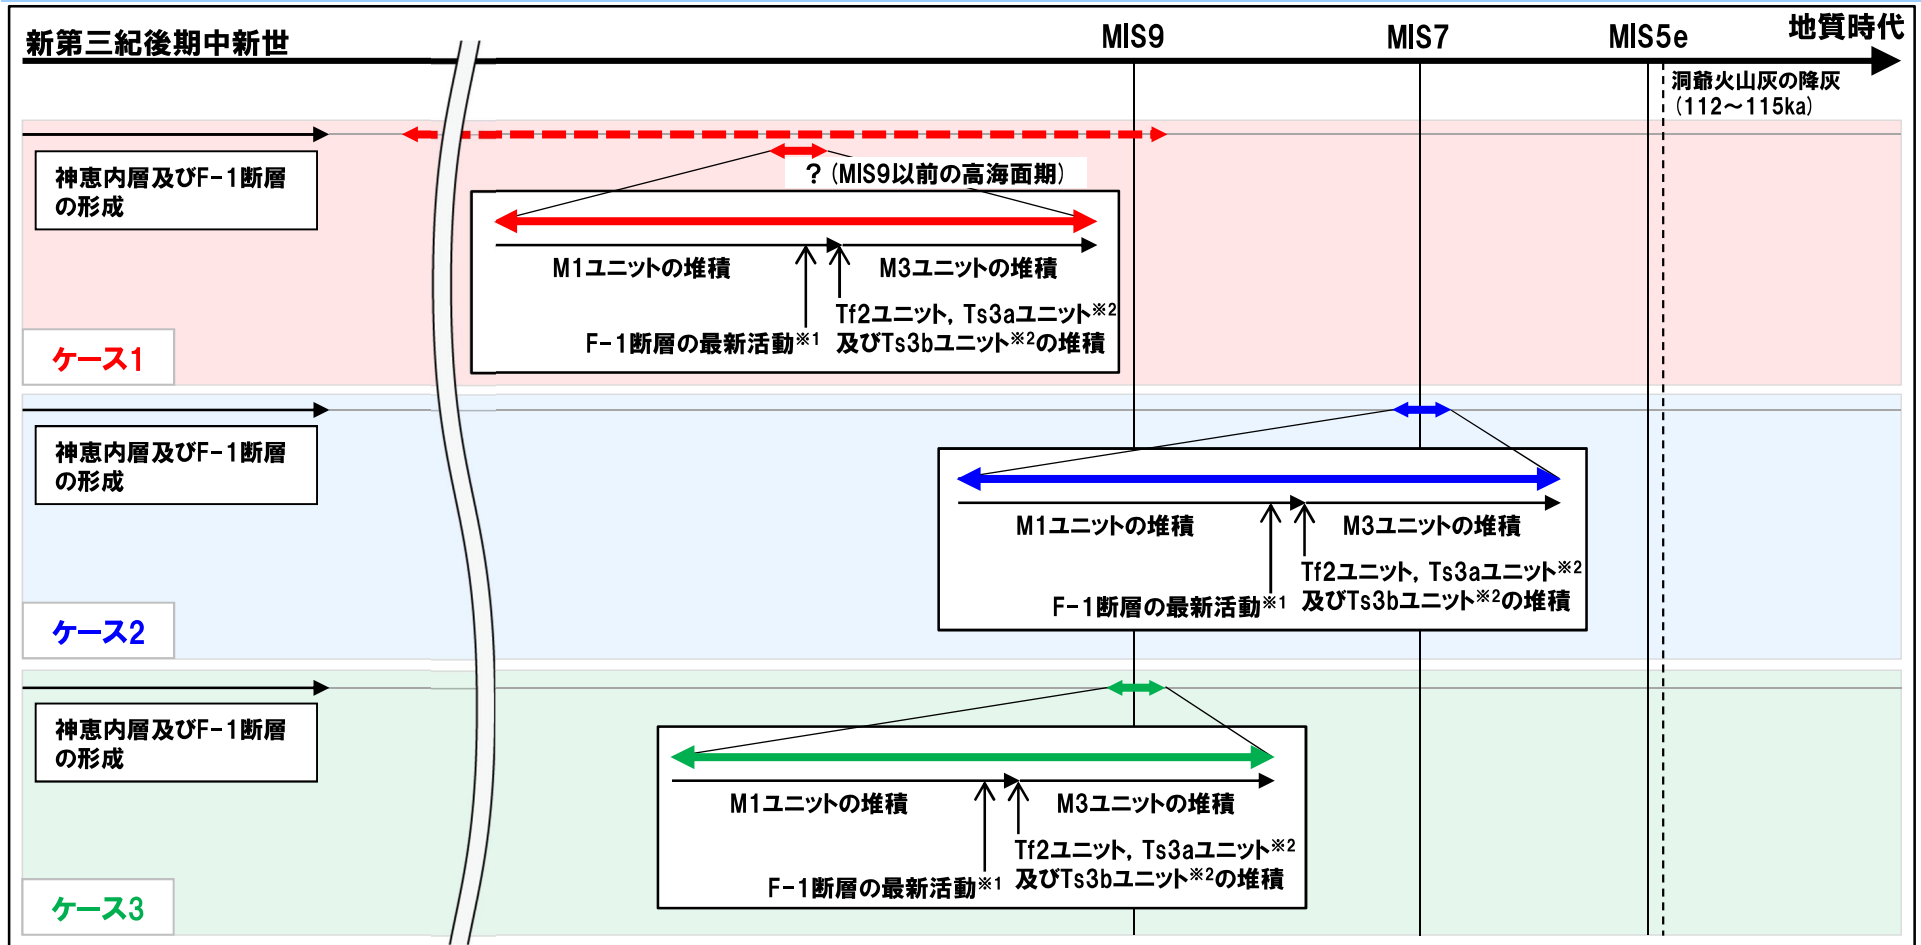 新第三紀後期中新世
MIS9
MIS7
MIS5e
地質時代
洞爺火山灰の降灰
(112～115ka)
神恵内層及びF-1断層
の形成
?(MIS9以前の高海面期)
M1ユニットの堆積
M3ユニットの堆積
Tf2ユニット, Ts3aユニット※2
F-1断層の最新活動※1
及びTs3bユニット※2の堆積
ケース1
神恵内層及びF-1断層
の形成
M1ユニットの堆積
M3ユニットの堆積
Tf2ユニット, Ts3aユニット※2
F-1断層の最新活動※1
及びTs3bユニット※2の堆積
ケース2
神恵内層及びF-1断層
の形成
M1ユニットの堆積
M3ユニットの堆積
Tf2ユニット, Ts3aユニット※2
F-1断層の最新活動※1
及びTs3bユニット※2の堆積
ケース3